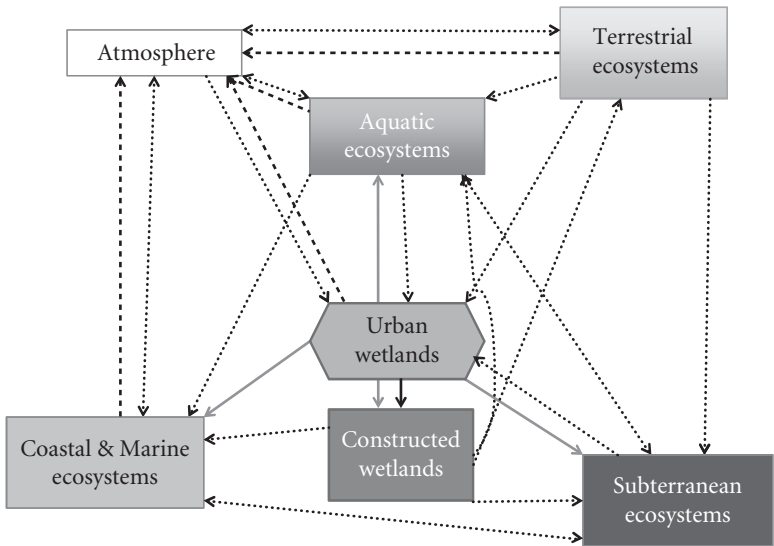 Atmosphere
Terrestrial
ecosystems
Aquatic
ecosystems
Urban
wetlands
Coastal & Marine
ecosystems
Constructed
wetlands
Subterranean
ecosystems